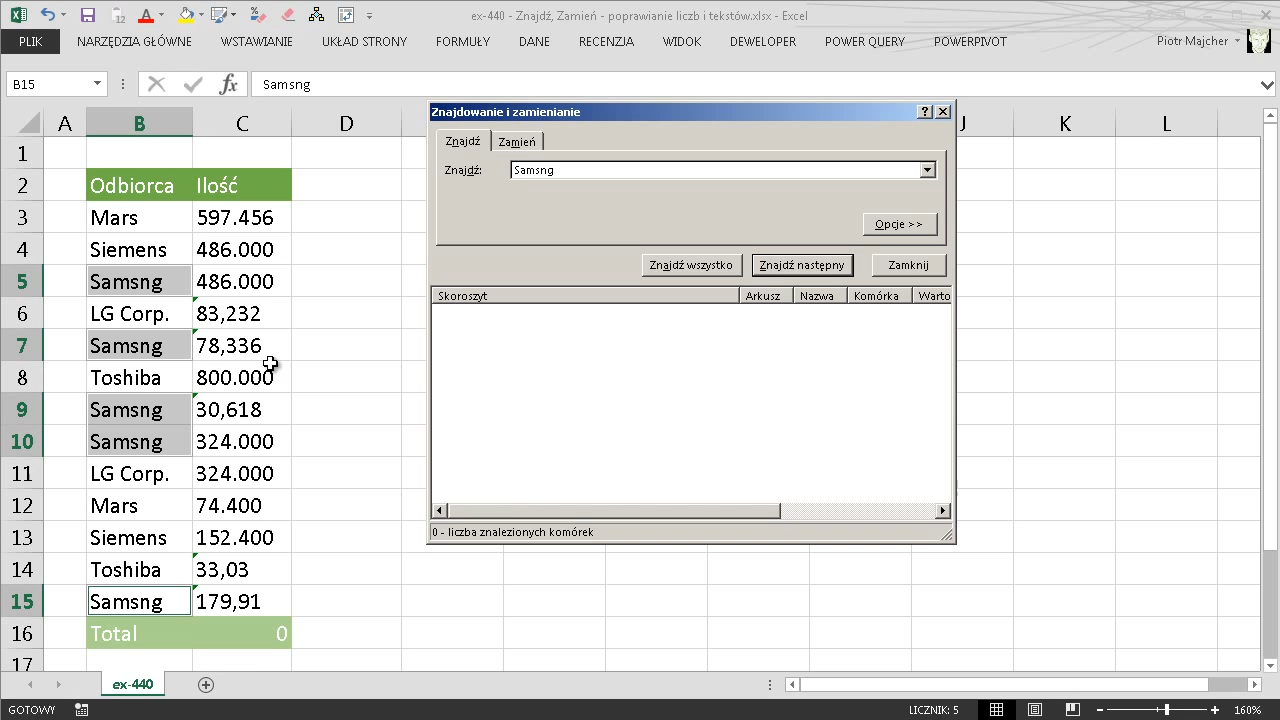 ex-440 - Znajdź_Zamień - poprawianie liczb i tekstów.xlsx - Excel
PLIK NARZĘDZIA GŁÓWNE WSTAWIANIE UKŁAD STRONY FORMUŁY DANE RECENZJA WIDOK DEWELOPER POWER QUERY POWERPIVOT Piotr Majcher
B15 fx Samsng
Znajdowanie i zamienianie
Znajdź Zamień
Znajdź: Samsng
Opcje >>
Znajdź wszystko Znajdź następny Zamknij
Skoroszyt Arkusz Nazwa Komórka Warto
0 - liczba znalezionych komórek
A B C D J K L
1
2 Odbiorca Ilość
3 Mars 597.456
4 Siemens 486.000
5 Samsng 486.000
6 LG Corp. 83,232
7 Samsng 78,336
8 Toshiba 800.000
9 Samsng 30,618
10 Samsng 324.000
11 LG Corp. 324.000
12 Mars 74.400
13 Siemens 152.400
14 Toshiba 33,03
15 Samsng 179,91
16 Total 0
17
ex-440
GOTOWY LICZNIK: 5 160%